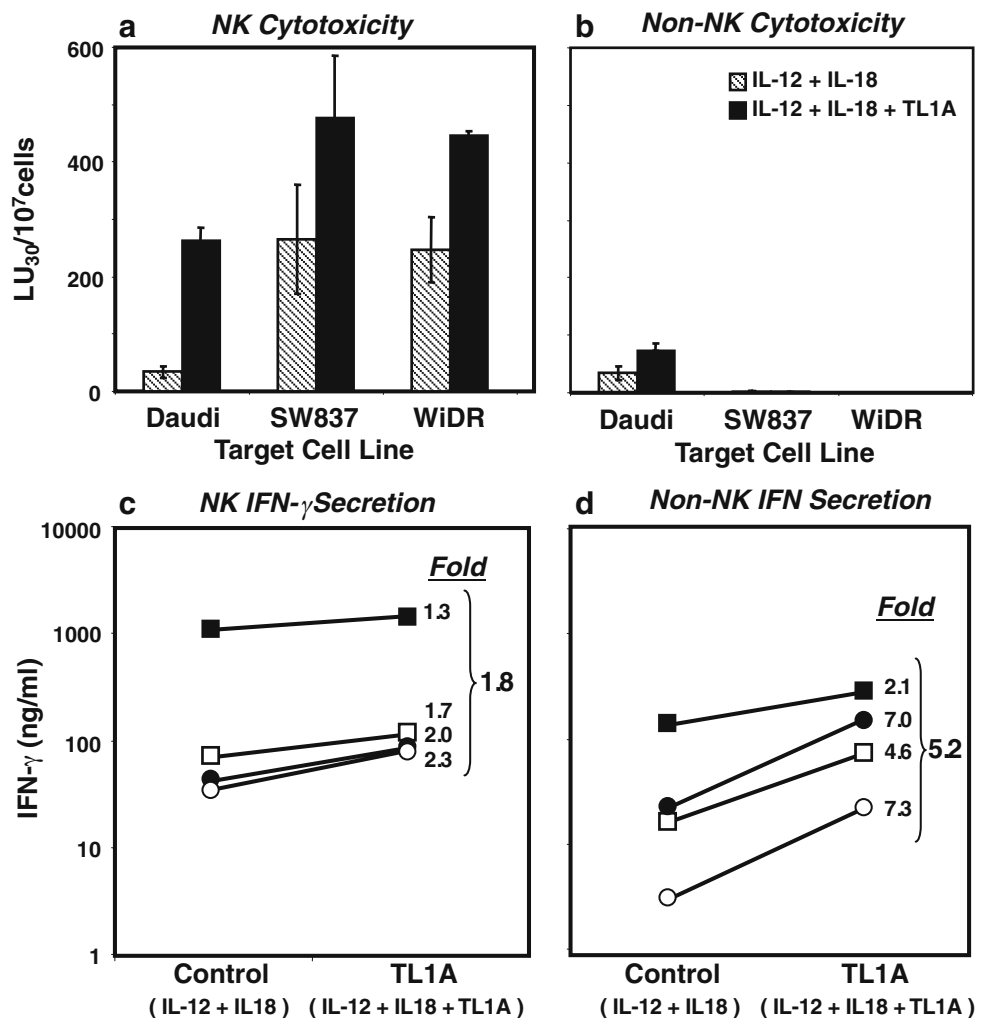 a NK Cytotoxicity
b Non-NK Cytotoxicity
600
400
200
0
LU30/10⁷cells
IL-12 + IL-18
IL-12 + IL-18 + TL1A
Daudi SW837 WiDR
Target Cell Line
Daudi SW837 WiDR
Target Cell Line
c NK IFN-γ Secretion
d Non-NK IFN Secretion
10000
1000
100
10
1
IFN-γ (ng/ml)
Fold
1.3
1.7
2.0
2.3
1.8
Fold
2.1
7.0
4.6
7.3
5.2
Control TL1A
( IL-12 + IL18 ) ( IL-12 + IL18 + TL1A )
Control TL1A
( IL-12 + IL18 ) ( IL-12 + IL18 + TL1A )